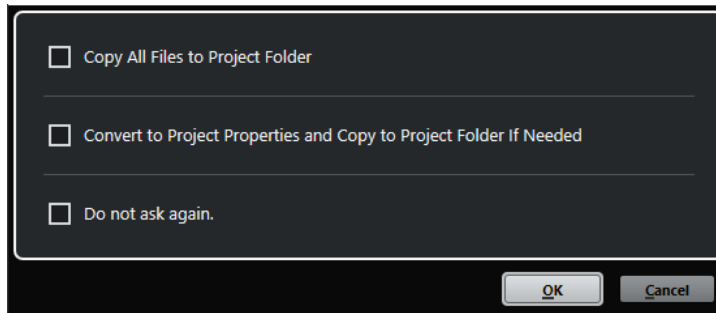 Copy All Files to Project Folder
Convert to Project Properties and Copy to Project Folder If Needed
Do not ask again.
OK Cancel